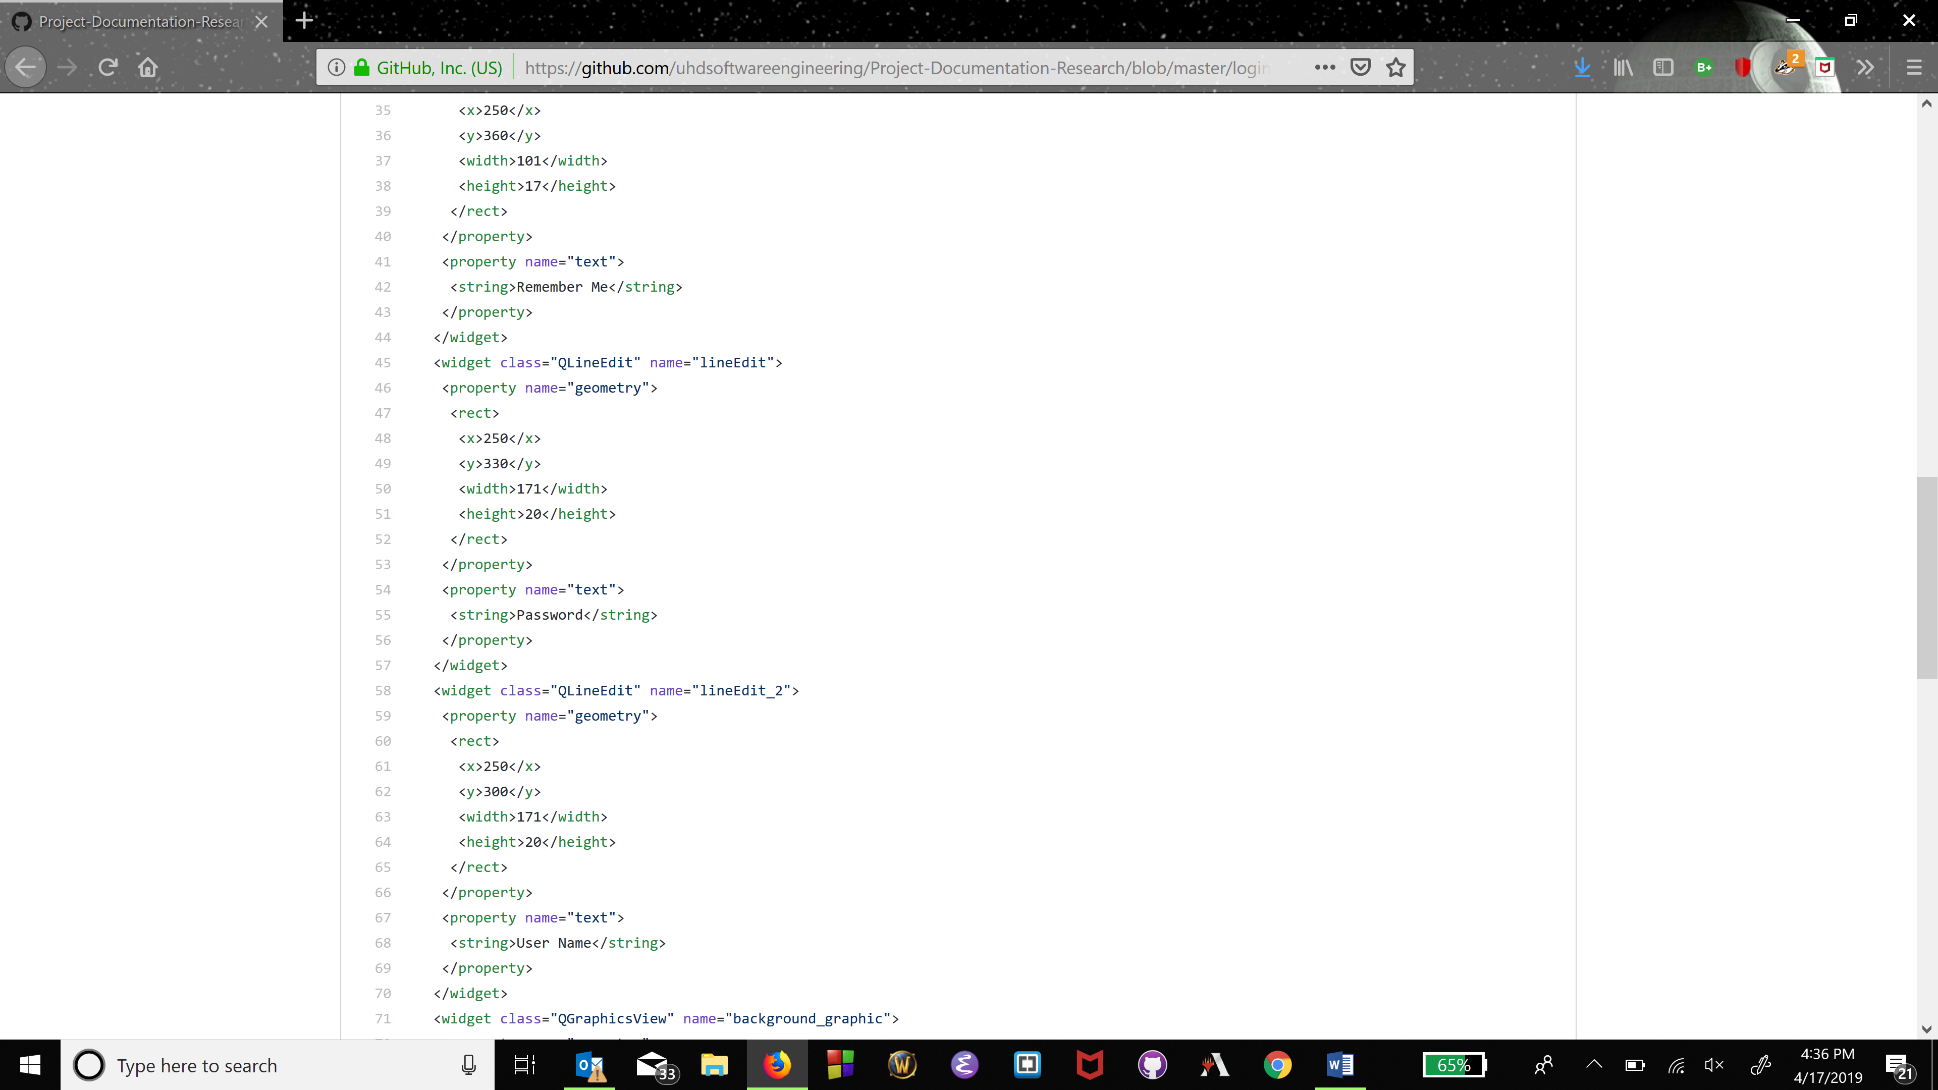 Project-Documentation-Resear
GitHub, Inc. (US)
https://github.com/uhdsoftwareengineering/Project-Documentation-Research/blob/master/login
B+
2
35 <x>250</x>
36 <y>360</y>
37 <width>101</width>
38 <height>17</height>
39 </rect>
40 </property>
41 <property name="text">
42 <string>Remember Me</string>
43 </property>
44 </widget>
45 <widget class="QLineEdit" name="lineEdit">
46 <property name="geometry">
47 <rect>
48 <x>250</x>
49 <y>330</y>
50 <width>171</width>
51 <height>20</height>
52 </rect>
53 </property>
54 <property name="text">
55 <string>Password</string>
56 </property>
57 </widget>
58 <widget class="QLineEdit" name="lineEdit_2">
59 <property name="geometry">
60 <rect>
61 <x>250</x>
62 <y>300</y>
63 <width>171</width>
64 <height>20</height>
65 </rect>
66 </property>
67 <property name="text">
68 <string>User Name</string>
69 </property>
70 </widget>
71 <widget class="QGraphicsView" name="background_graphic">
Type here to search
33
65%
4:36 PM
4/17/2019
21